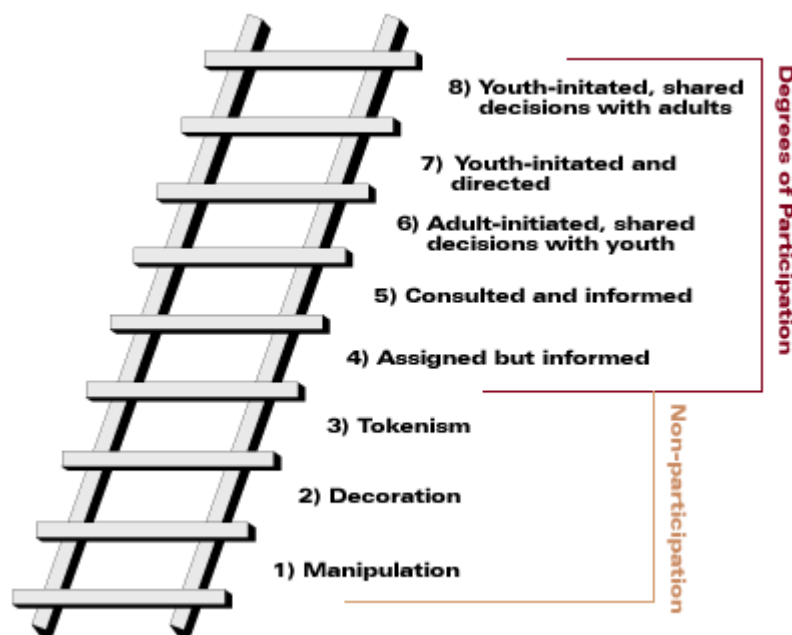 8) Youth-initated, shared
decisions with adults
7) Youth-initated and
directed
6) Adult-initiated, shared
decisions with youth
5) Consulted and informed
4) Assigned but informed
3) Tokenism
2) Decoration
1) Manipulation
Degrees of Participation
Non-participation